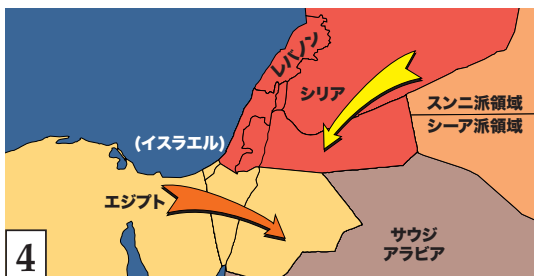 レバノン
シリア
スンニ派領域
シーア派領域
(イスラエル)
エジプト
サウジ
アラビア
4